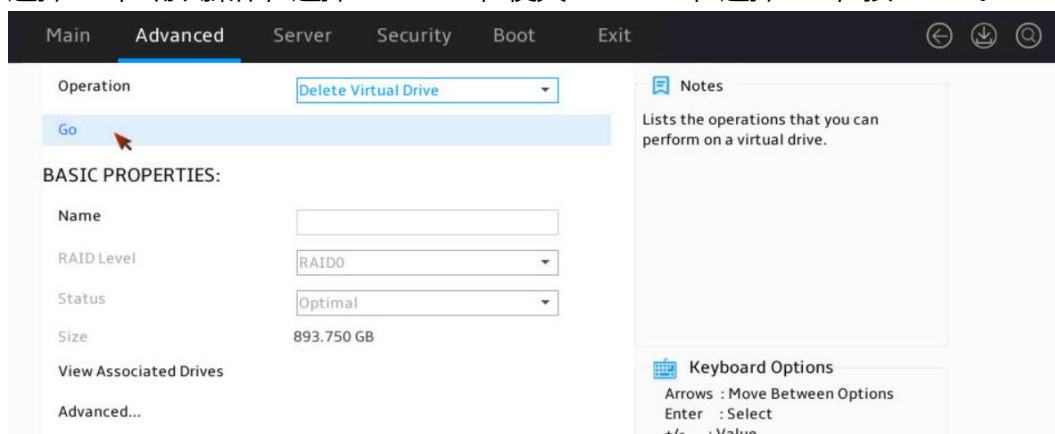 Main Advanced Server Security Boot Exit
Operation Delete Virtual Drive
Go
BASIC PROPERTIES:
Name
RAID Level RAID0
Status Optimal
Size 893.750 GB
View Associated Drives
Advanced...
Notes
Lists the operations that you can
perform on a virtual drive.
Keyboard Options
Arrows : Move Between Options
Enter : Select
+/- : Value